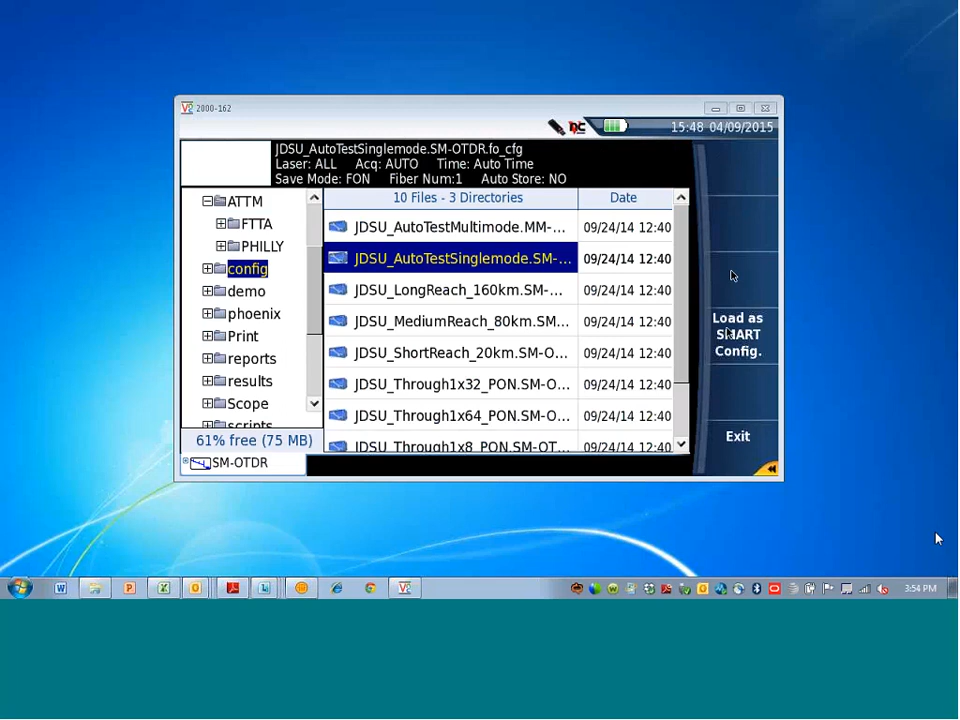 2000-162
15:48 04/09/2015
JDSU_AutoTestSinglemode.SM-OTDR.fo_cfg
Laser: ALL Acq: AUTO Time: Auto Time
Save Mode: FON Fiber Num:1 Auto Store: NO
ATTM
FTTA
PHILLY
config
demo
phoenix
Print
reports
results
Scope
scripts
61% free (75 MB)
SM-OTDR
10 Files - 3 Directories Date
JDSU_AutoTestMultimode.MM-... 09/24/14 12:40
JDSU_AutoTestSinglemode.SM-... 09/24/14 12:40
JDSU_LongReach_160km.SM-... 09/24/14 12:40
JDSU_MediumReach_80km.SM... 09/24/14 12:40
JDSU_ShortReach_20km.SM-O... 09/24/14 12:40
JDSU_Through1x32_PON.SM-O... 09/24/14 12:40
JDSU_Through1x64_PON.SM-O... 09/24/14 12:40
JDSU_Through1x8_PON.SM-OT... 09/24/14 12:40
Load as
SMART
Config.
Exit
3:54 PM